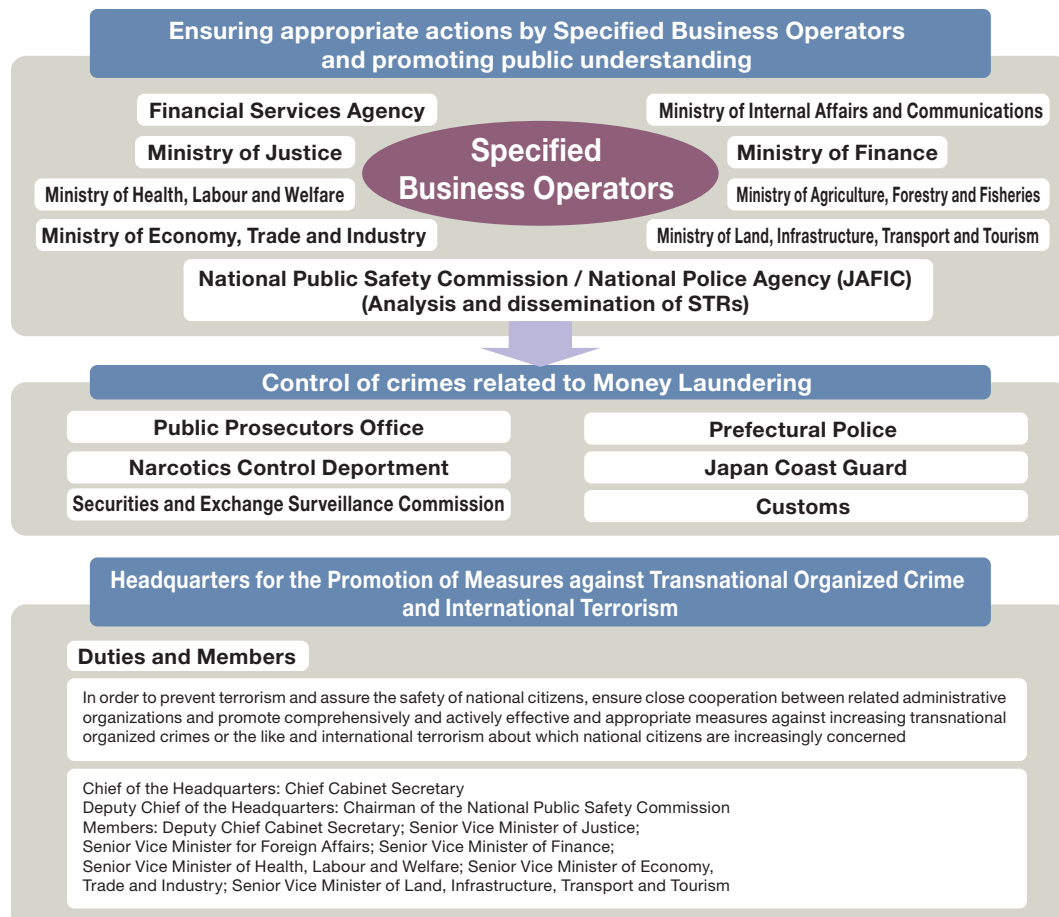 Ensuring appropriate actions by Specified Business Operators
and promoting public understanding
Financial Services Agency
Ministry of Internal Affairs and Communications
Ministry of Justice
Specified
Business Operators
Ministry of Finance
Ministry of Health, Labour and Welfare
Ministry of Agriculture, Forestry and Fisheries
Ministry of Economy, Trade and Industry
Ministry of Land, Infrastructure, Transport and Tourism
National Public Safety Commission / National Police Agency (JAFIC)
(Analysis and dissemination of STRs)
Control of crimes related to Money Laundering
Public Prosecutors Office
Prefectural Police
Narcotics Control Deportment
Japan Coast Guard
Securities and Exchange Surveillance Commission
Customs
Headquarters for the Promotion of Measures against Transnational Organized Crime
and International Terrorism
Duties and Members
In order to prevent terrorism and assure the safety of national citizens, ensure close cooperation between related administrative
organizations and promote comprehensively and actively effective and appropriate measures against increasing transnational
organized crimes or the like and international terrorism about which national citizens are increasingly concerned
Chief of the Headquarters: Chief Cabinet Secretary
Deputy Chief of the Headquarters: Chairman of the National Public Safety Commission
Members: Deputy Chief Cabinet Secretary; Senior Vice Minister of Justice;
Senior Vice Minister for Foreign Affairs; Senior Vice Minister of Finance;
Senior Vice Minister of Health, Labour and Welfare; Senior Vice Minister of Economy,
Trade and Industry; Senior Vice Minister of Land, Infrastructure, Transport and Tourism